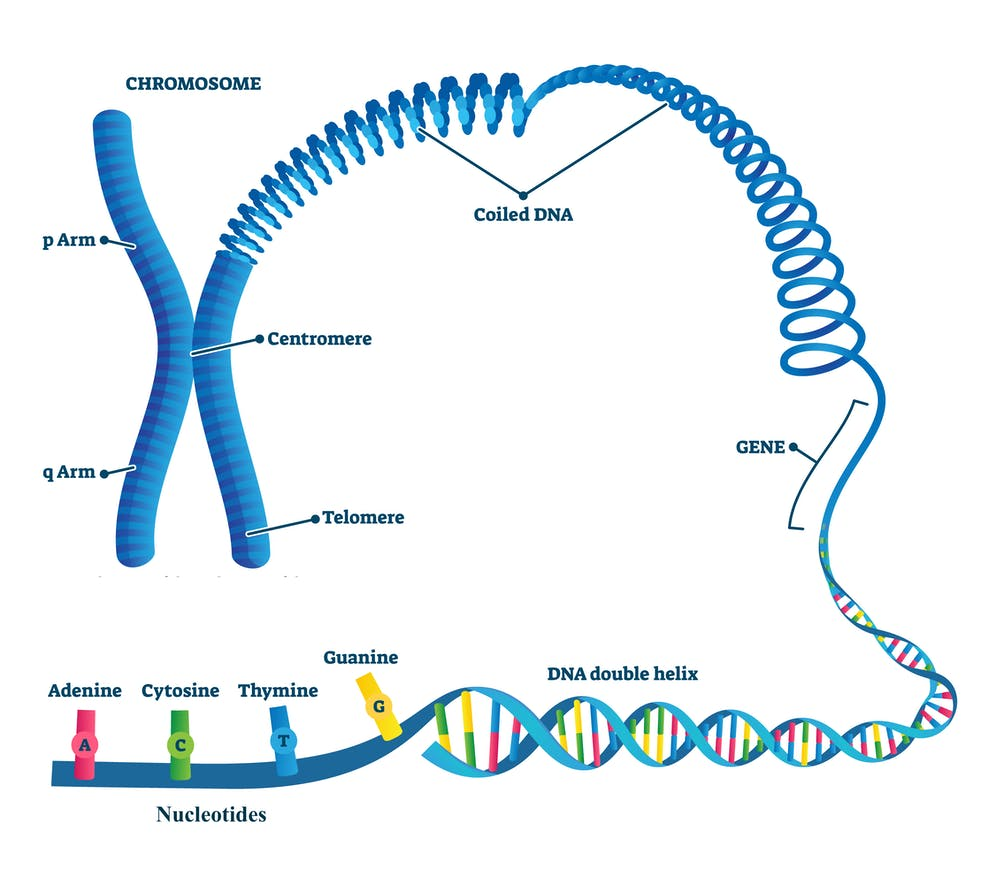 CHROMOSOME
p Arm
Coiled DNA
Centromere
q Arm
GENE
Telomere
Guanine
DNA double helix
Adenine
Cytosine
Thymine
G
A
C
T
Nucleotides